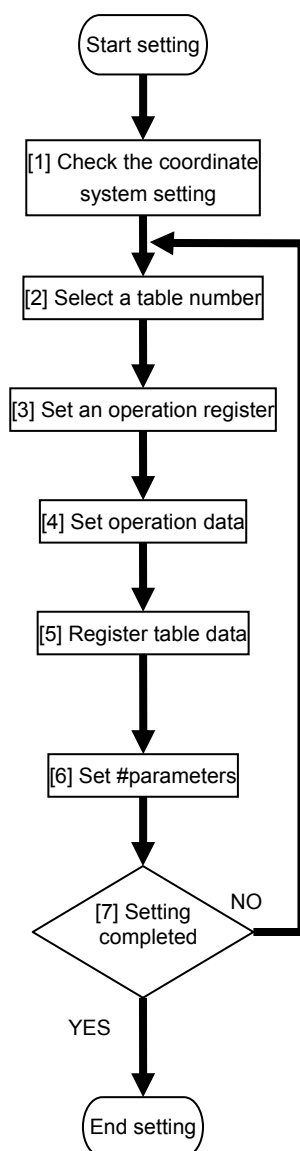 Start setting
[1] Check the coordinate
system setting
[2] Select a table number
[3] Set an operation register
[4] Set operation data
[5] Register table data
[6] Set #parameters
[7] Setting
completed
NO
YES
End setting